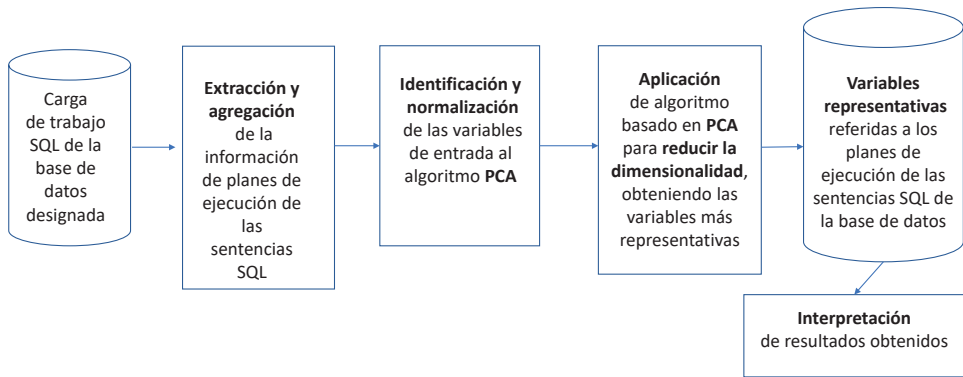 Carga
de trabajo
SQL de la
base de
datos
designada
Extracción y
agregación
de la
información
de planes de
ejecución de
las
sentencias
SQL
Identificación y
normalización
de las variables
de entrada al
algoritmo PCA
Aplicación
de algoritmo
basado en PCA
para reducir la
dimensionalidad,
obteniendo las
variables más
representativas
Variables
representativas
referidas a los
planes de
ejecución de las
sentencias SQL de
la base de datos
Interpretación
de resultados obtenidos